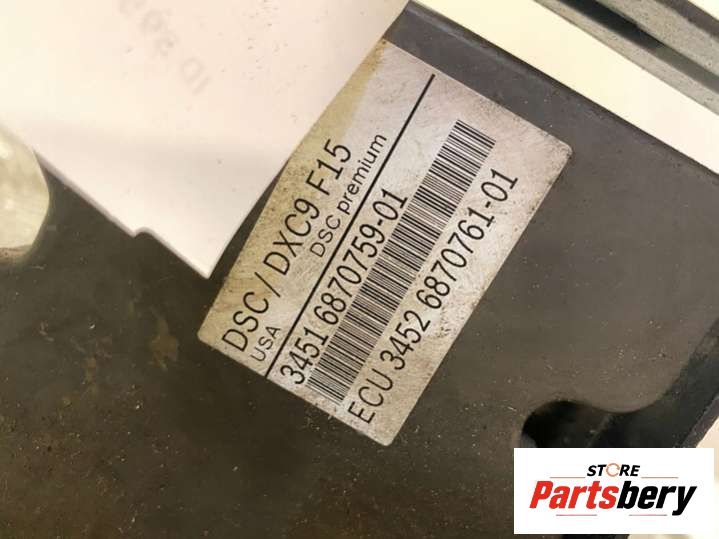 DSC / DXC9 F15
USA DSC premium
3451 6870759-01
ECU 3452 6870761-01
STORE
Partsbery